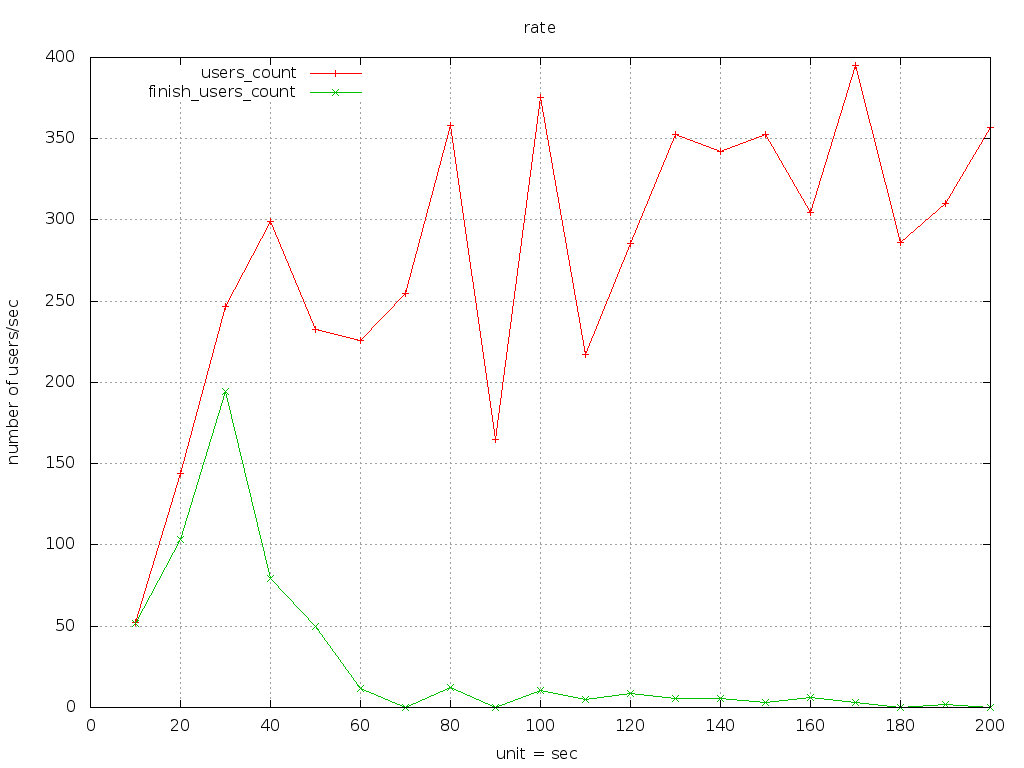 rate
users_count
finish_users_count
400
350
300
250
200
150
100
50
0
number of users/sec
0 20 40 60 80 100 120 140 160 180 200
unit = sec